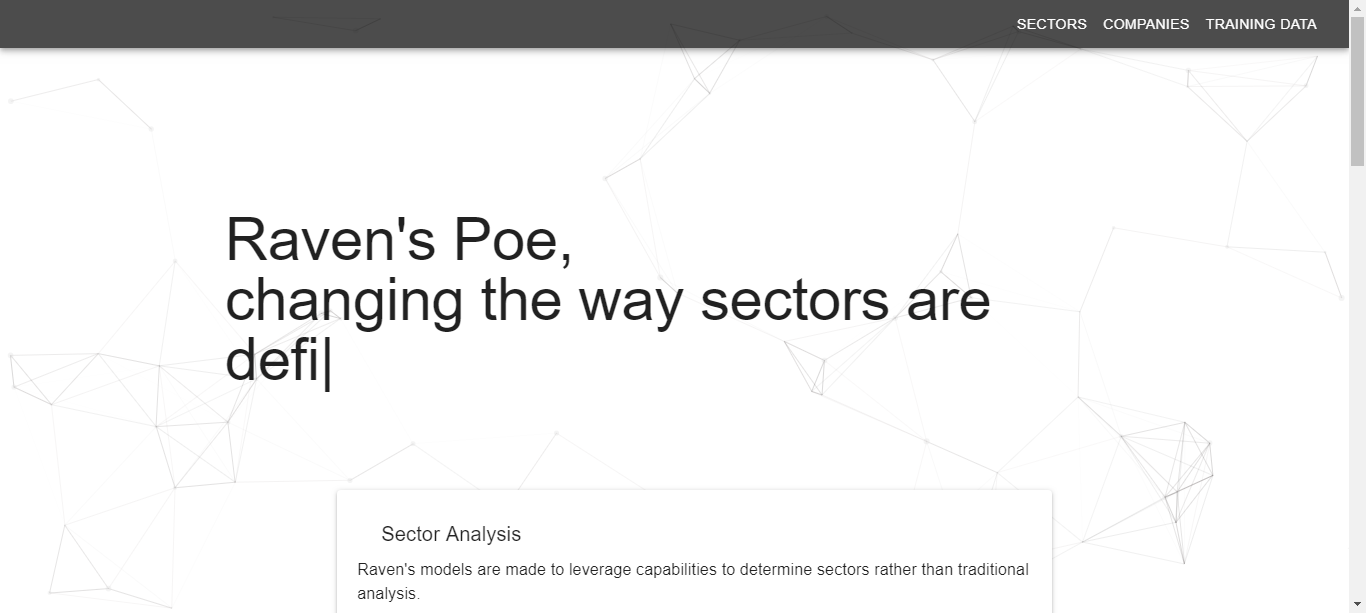 SECTORS COMPANIES TRAINING DATA
Raven's Poe,
changing the way sectors are
defi|
Sector Analysis
Raven's models are made to leverage capabilities to determine sectors rather than traditional
analysis.